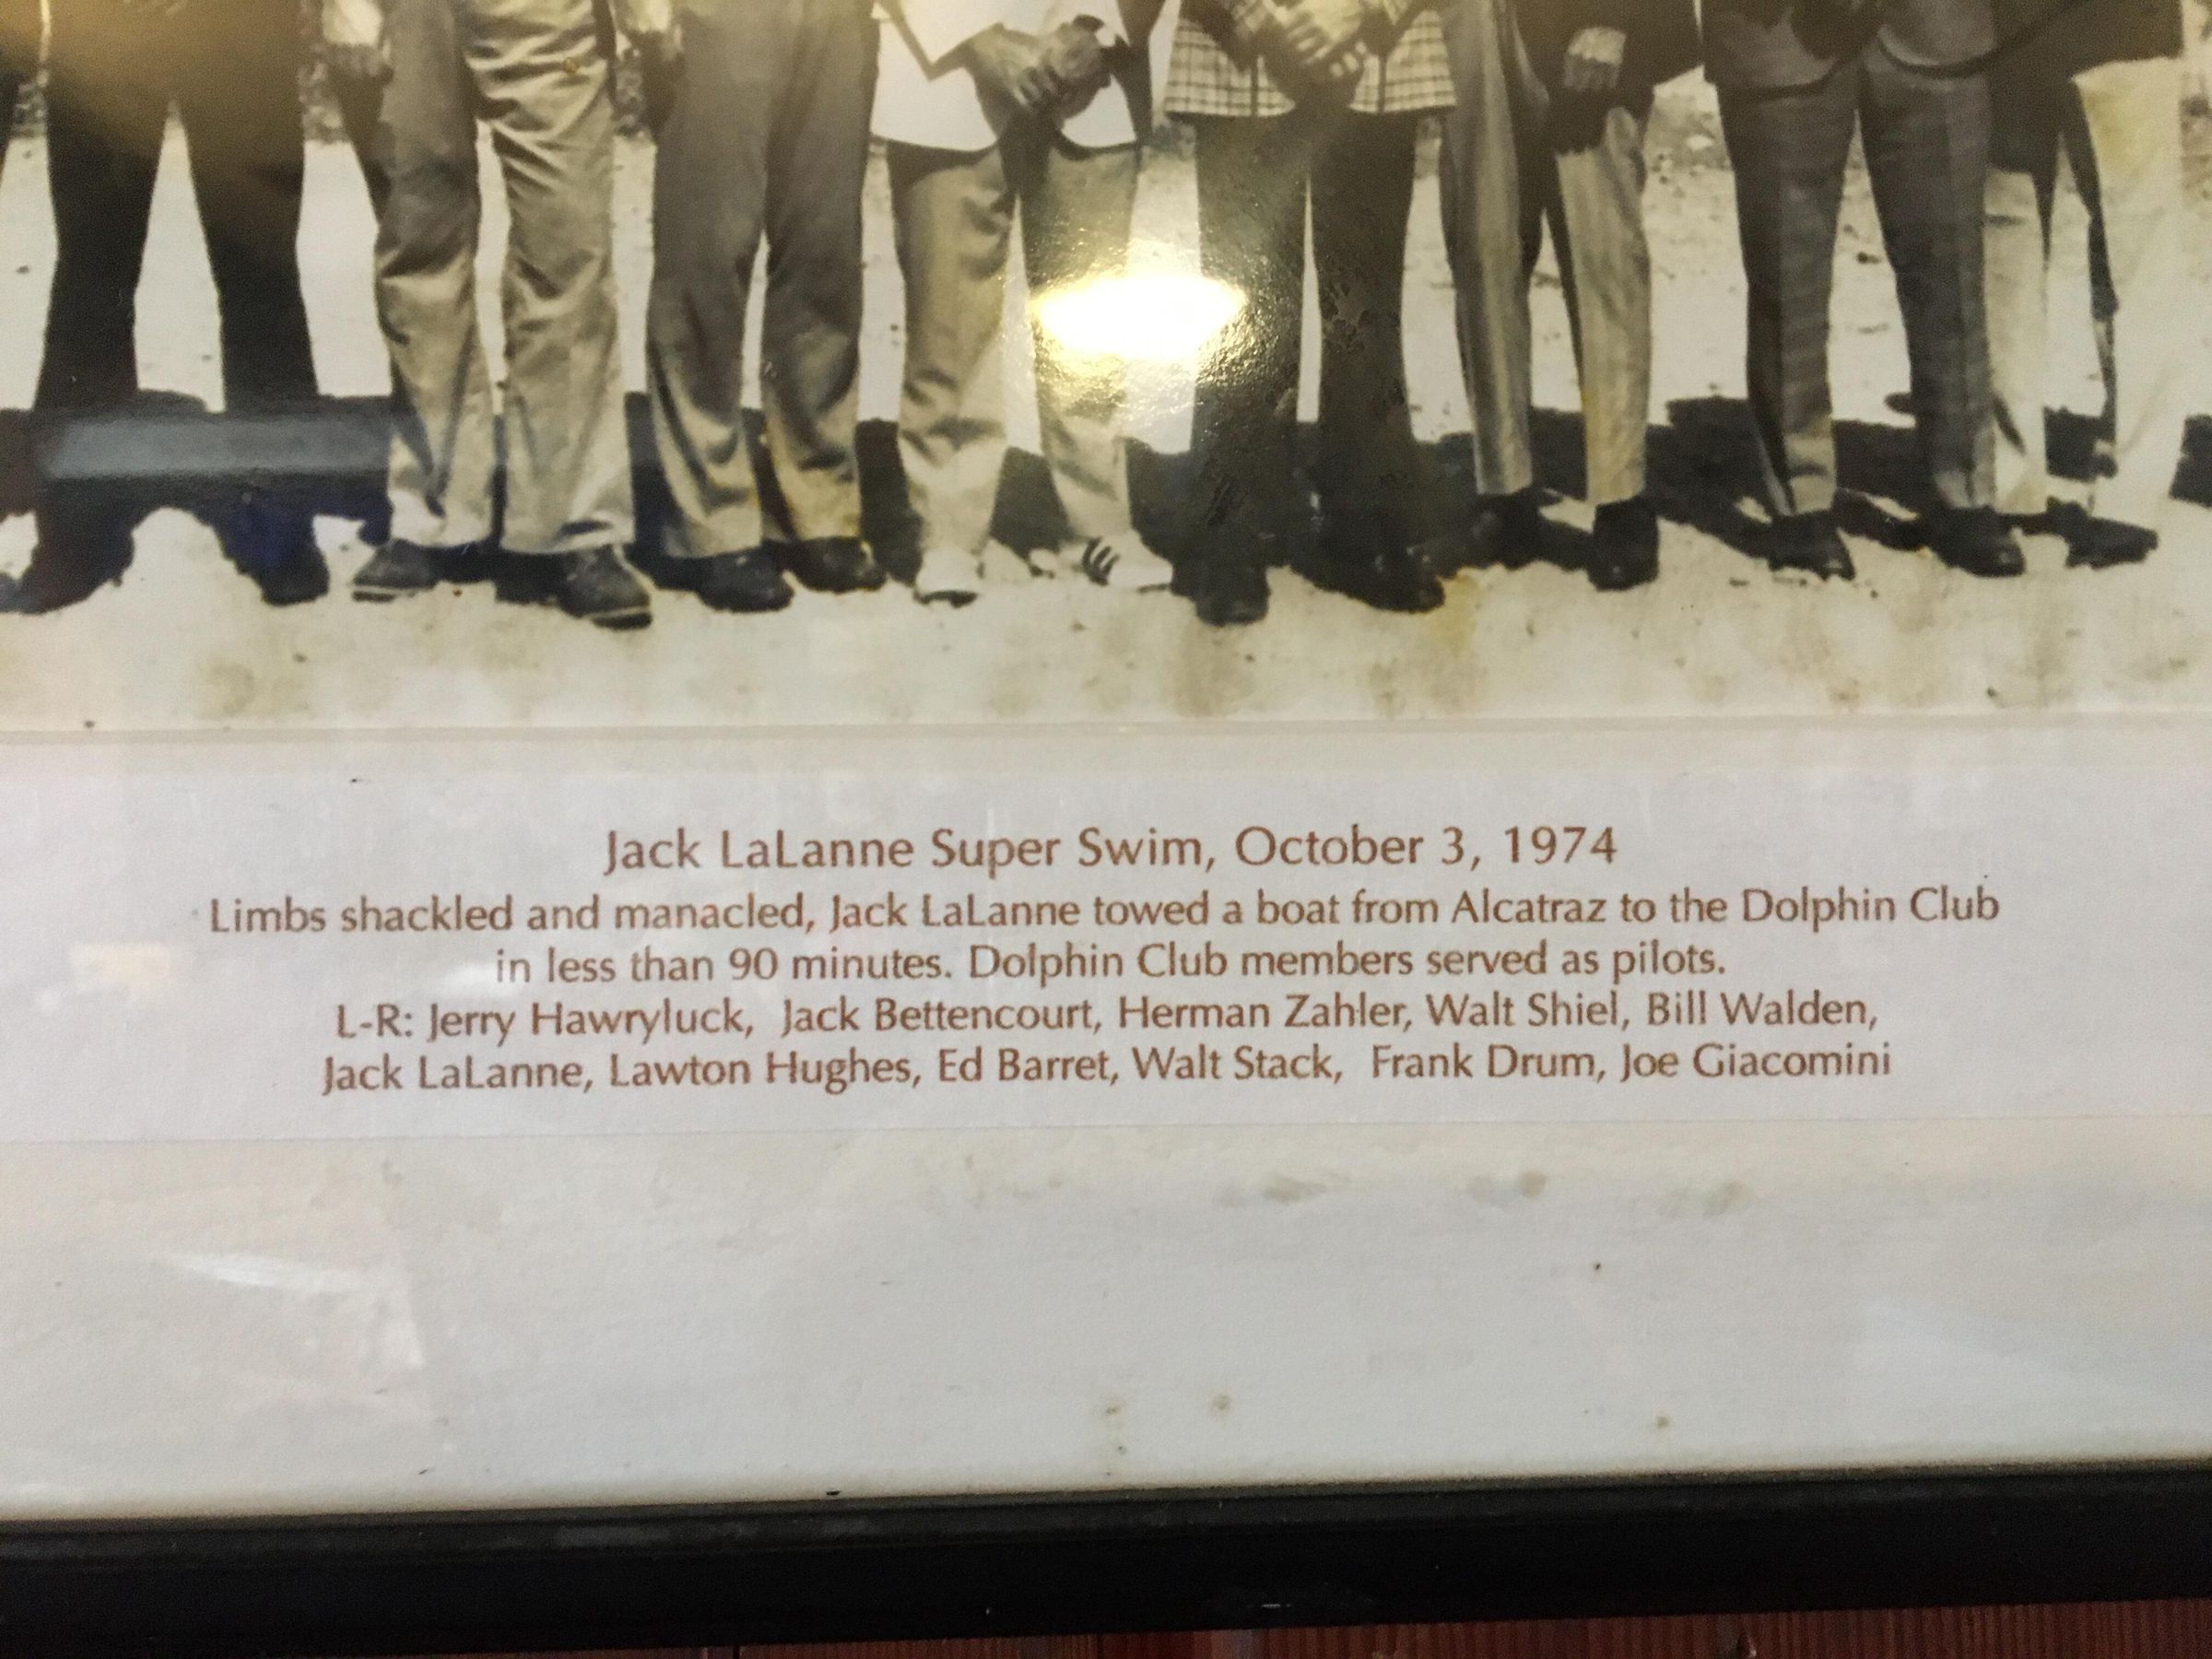 Jack LaLanne Super Swim, October 3, 1974
Limbs shackled and manacled, Jack LaLanne towed a boat from Alcatraz to the Dolphin Club
in less than 90 minutes. Dolphin Club members served as pilots.
L-R: Jerry Hawryluck, Jack Bettencourt, Herman Zahler, Walt Shiel, Bill Walden,
Jack LaLanne, Lawton Hughes, Ed Barret, Walt Stack, Frank Drum, Joe Giacomini